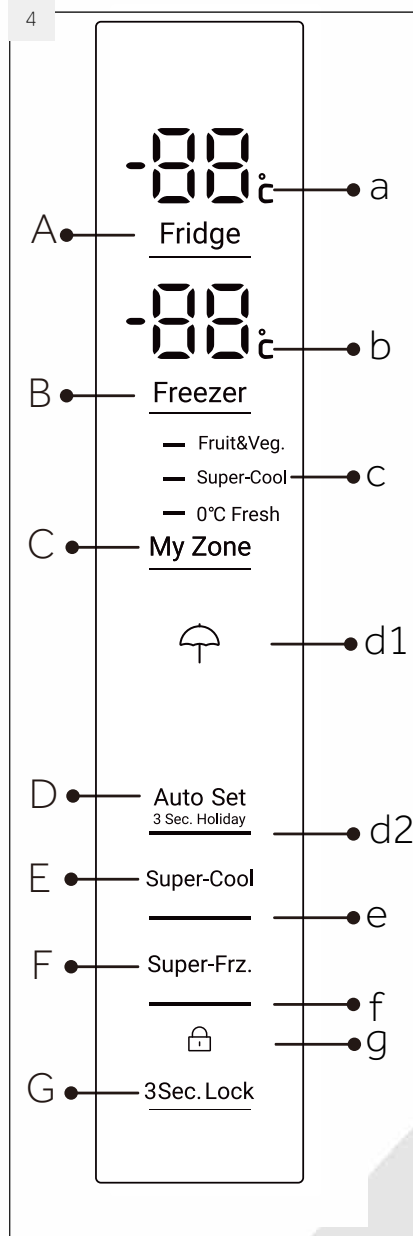 4
-88°c a
A Fridge
-88°c b
B Freezer
Fruit&Veg.
Super-Cool c
0°C Fresh
C My Zone
d1
D Auto Set
3 Sec. Holiday
d2
E Super-Cool
e
F Super-Frz.
f
g
G 3Sec.Lock